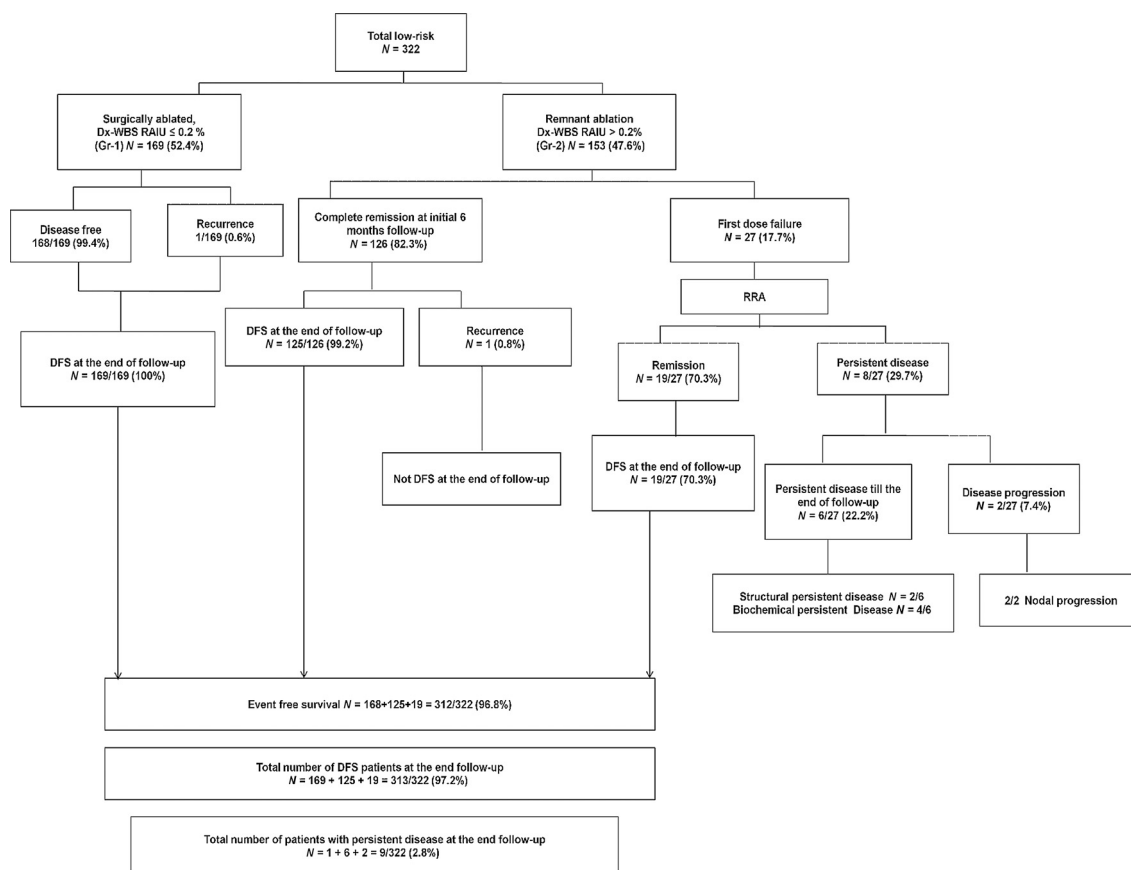 Total low-risk
N = 322
Surgically ablated,
Dx-WBS RAIU ≤ 0.2 %
(Gr-1) N = 169 (52.4%)
Remnant ablation
Dx-WBS RAIU > 0.2%
(Gr-2) N = 153 (47.6%)
Disease free
168/169 (99.4%)
Recurrence
1/169 (0.6%)
Complete remission at initial 6
months follow-up
N = 126 (82.3%)
First dose failure
N = 27 (17.7%)
RRA
DFS at the end of follow-up
N = 169/169 (100%)
DFS at the end of follow-up
N = 125/126 (99.2%)
Recurrence
N = 1 (0.8%)
Remission
N = 19/27 (70.3%)
Persistent disease
N = 8/27 (29.7%)
Not DFS at the end of follow-up
DFS at the end of follow-up
N = 19/27 (70.3%)
Persistent disease till the
end of follow-up
N = 6/27 (22.2%)
Disease progression
N = 2/27 (7.4%)
Structural persistent disease N = 2/6
Biochemical persistent Disease N = 4/6
2/2 Nodal progression
Event free survival N = 168+125+19 = 312/322 (96.8%)
Total number of DFS patients at the end follow-up
N = 169 + 125 + 19 = 313/322 (97.2%)
Total number of patients with persistent disease at the end follow-up
N = 1 + 6 + 2 = 9/322 (2.8%)